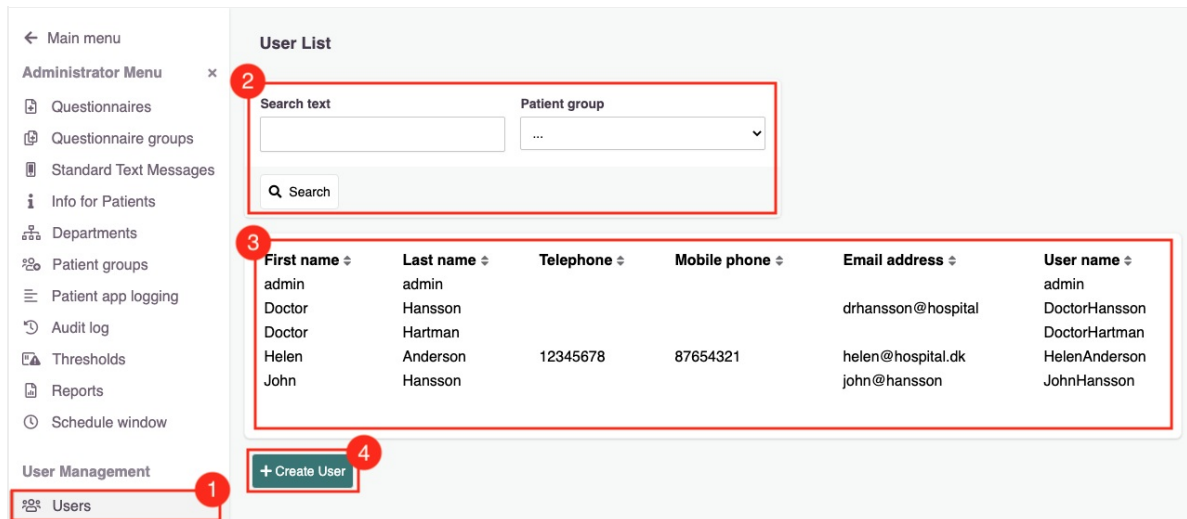 ← Main menu
Administrator Menu ×
Questionnaires
Questionnaire groups
Standard Text Messages
Info for Patients
Departments
Patient groups
Patient app logging
Audit log
Thresholds
Reports
Schedule window
User Management
1
Users
User List
2
Search text Patient group
...
Search
3
First name Last name Telephone Mobile phone Email address User name
admin admin admin
Doctor Hansson drhansson@hospital DoctorHansson
Doctor Hartman DoctorHartman
Helen Anderson 12345678 87654321 helen@hospital.dk HelenAnderson
John Hansson john@hansson JohnHansson
4
+ Create User